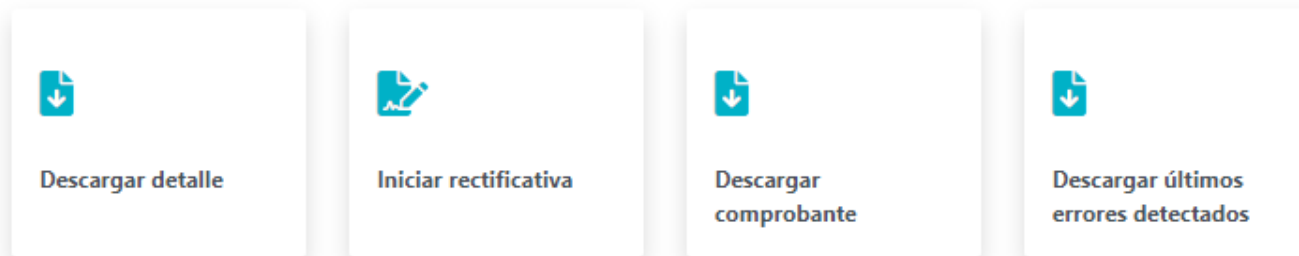 Descargar detalle
Iniciar rectificativa
Descargar
comprobante
Descargar últimos
errores detectados